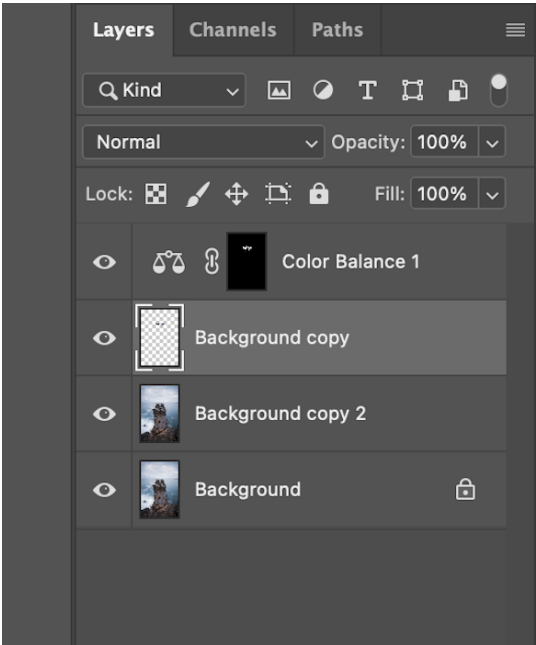 Layers Channels Paths
Kind
Normal Opacity: 100%
Lock: Fill: 100%
Color Balance 1
Background copy
Background copy 2
Background